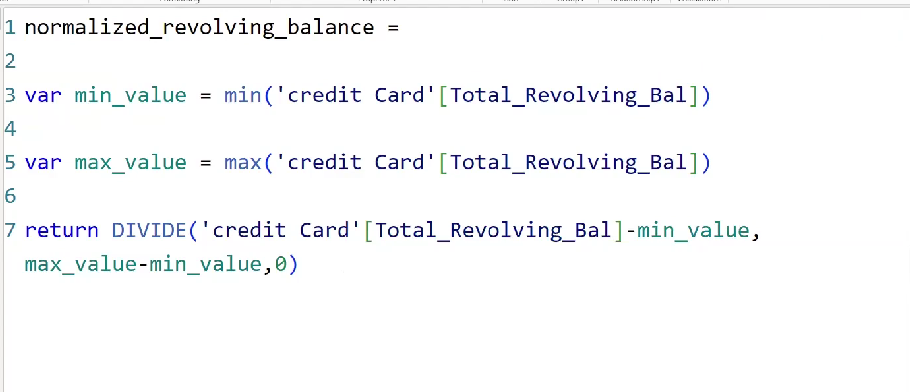 1 normalized_revolving_balance =
2
3 var min_value = min('credit Card'[Total_Revolving_Bal])
4
5 var max_value = max('credit Card'[Total_Revolving_Bal])
6
7 return DIVIDE('credit Card'[Total_Revolving_Bal]-min_value,
max_value-min_value,0)